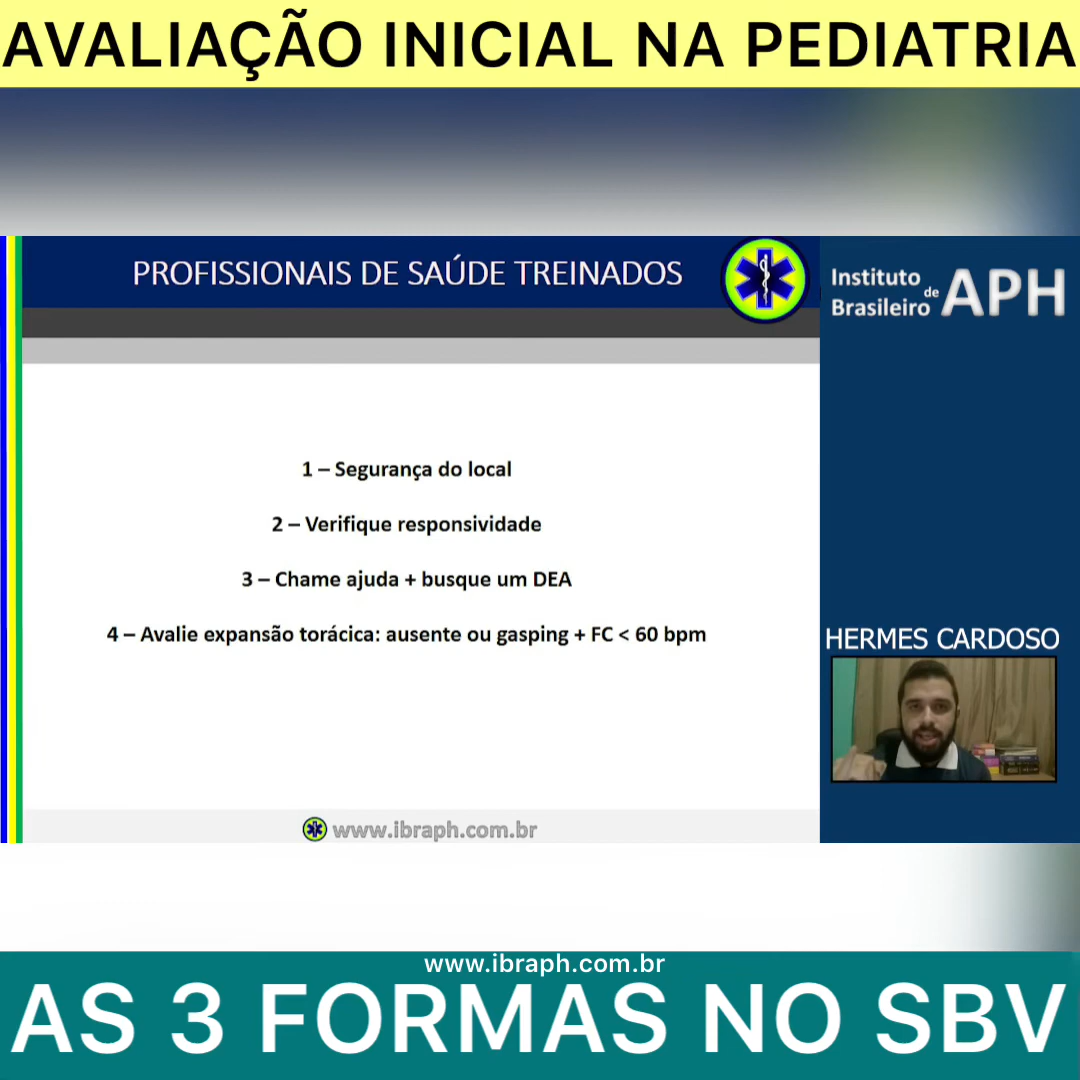 AVALIAÇÃO INICIAL NA PEDIATRIA
PROFISSIONAIS DE SAÚDE TREINADOS
Instituto
de
Brasileiro
APH
1 – Segurança do local
2 – Verifique responsividade
3 – Chame ajuda + busque um DEA
4 – Avalie expansão torácica: ausente ou gasping + FC < 60 bpm
HERMES CARDOSO
www.ibraph.com.br
www.ibraph.com.br
AS 3 FORMAS NO SBV